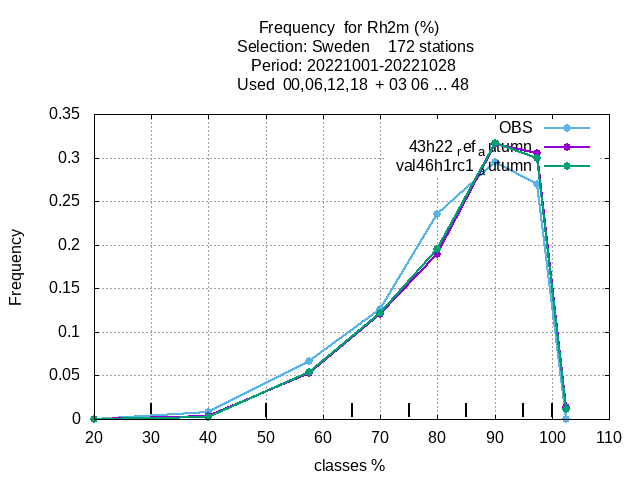 Frequency for Rh2m (%)
Selection: Sweden 172 stations
Period: 20221001-20221028
Used 00,06,12,18 + 03 06 ... 48
OBS
43h22ref_autumn
val46h1rc1autumn
Frequency
0.35
0.3
0.25
0.2
0.15
0.1
0.05
0
20 30 40 50 60 70 80 90 100 110
classes %